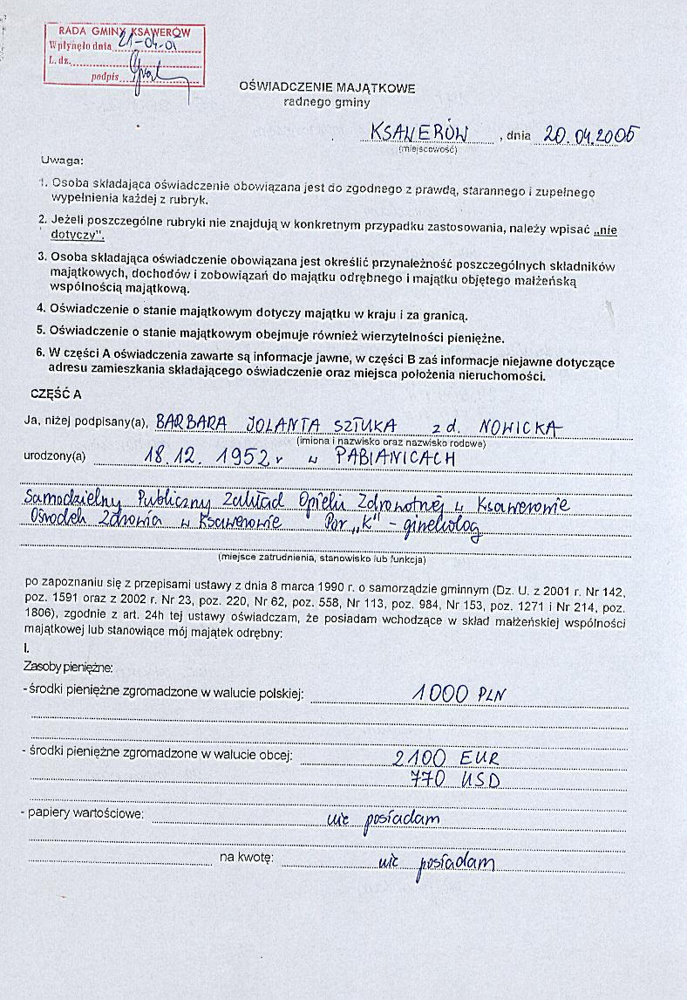 RADA GMINY KSAWERÓW
Wpłynęło dnia 21-04-05
L. dz.
podpis
OŚWIADCZENIE MAJĄTKOWE
radnego gminy
KSAWERÓW , dnia 20.04.2005
(miejscowość)
Uwaga:
1. Osoba składająca oświadczenie obowiązana jest do zgodnego z prawdą, starannego i zupełnego
wypełnienia każdej z rubryk.
2. Jeżeli poszczególne rubryki nie znajdują w konkretnym przypadku zastosowania, należy wpisać „nie
dotyczy".
3. Osoba składająca oświadczenie obowiązana jest określić przynależność poszczególnych składników
majątkowych, dochodów i zobowiązań do majątku odrębnego i majątku objętego małżeńską
wspólnością majątkową.
4. Oświadczenie o stanie majątkowym dotyczy majątku w kraju i za granicą.
5. Oświadczenie o stanie majątkowym obejmuje również wierzytelności pieniężne.
6. W części A oświadczenia zawarte są informacje jawne, w części B zaś informacje niejawne dotyczące
adresu zamieszkania składającego oświadczenie oraz miejsca położenia nieruchomości.
CZĘŚĆ A
Ja, niżej podpisany(a), BARBARA JOLANTA SZTUKA z d. NOWICKA
(imiona i nazwisko oraz nazwisko rodowe)
urodzony(a) 18.12. 1952 r w PABIANICACH
Samodzielny Publiczny Zakład Opieki Zdrowotnej w Ksawerowie
Ośrodek Zdrowia w Ksawerowie Por „K" - ginekolog
(miejsce zatrudnienia, stanowisko lub funkcja)
po zapoznaniu się z przepisami ustawy z dnia 8 marca 1990 r. o samorządzie gminnym (Dz. U. z 2001 r. Nr 142,
poz. 1591 oraz z 2002 r. Nr 23, poz. 220, Nr 62, poz. 558, Nr 113, poz. 984, Nr 153, poz. 1271 i Nr 214, poz.
1806), zgodnie z art. 24h tej ustawy oświadczam, że posiadam wchodzące w skład małżeńskiej wspólności
majątkowej lub stanowiące mój majątek odrębny:
I.
Zasoby pieniężne:
- środki pieniężne zgromadzone w walucie polskiej: 1000 PLN
- środki pieniężne zgromadzone w walucie obcej: 2100 EUR
770 USD
- papiery wartościowe: nie posiadam
na kwotę: nie posiadam